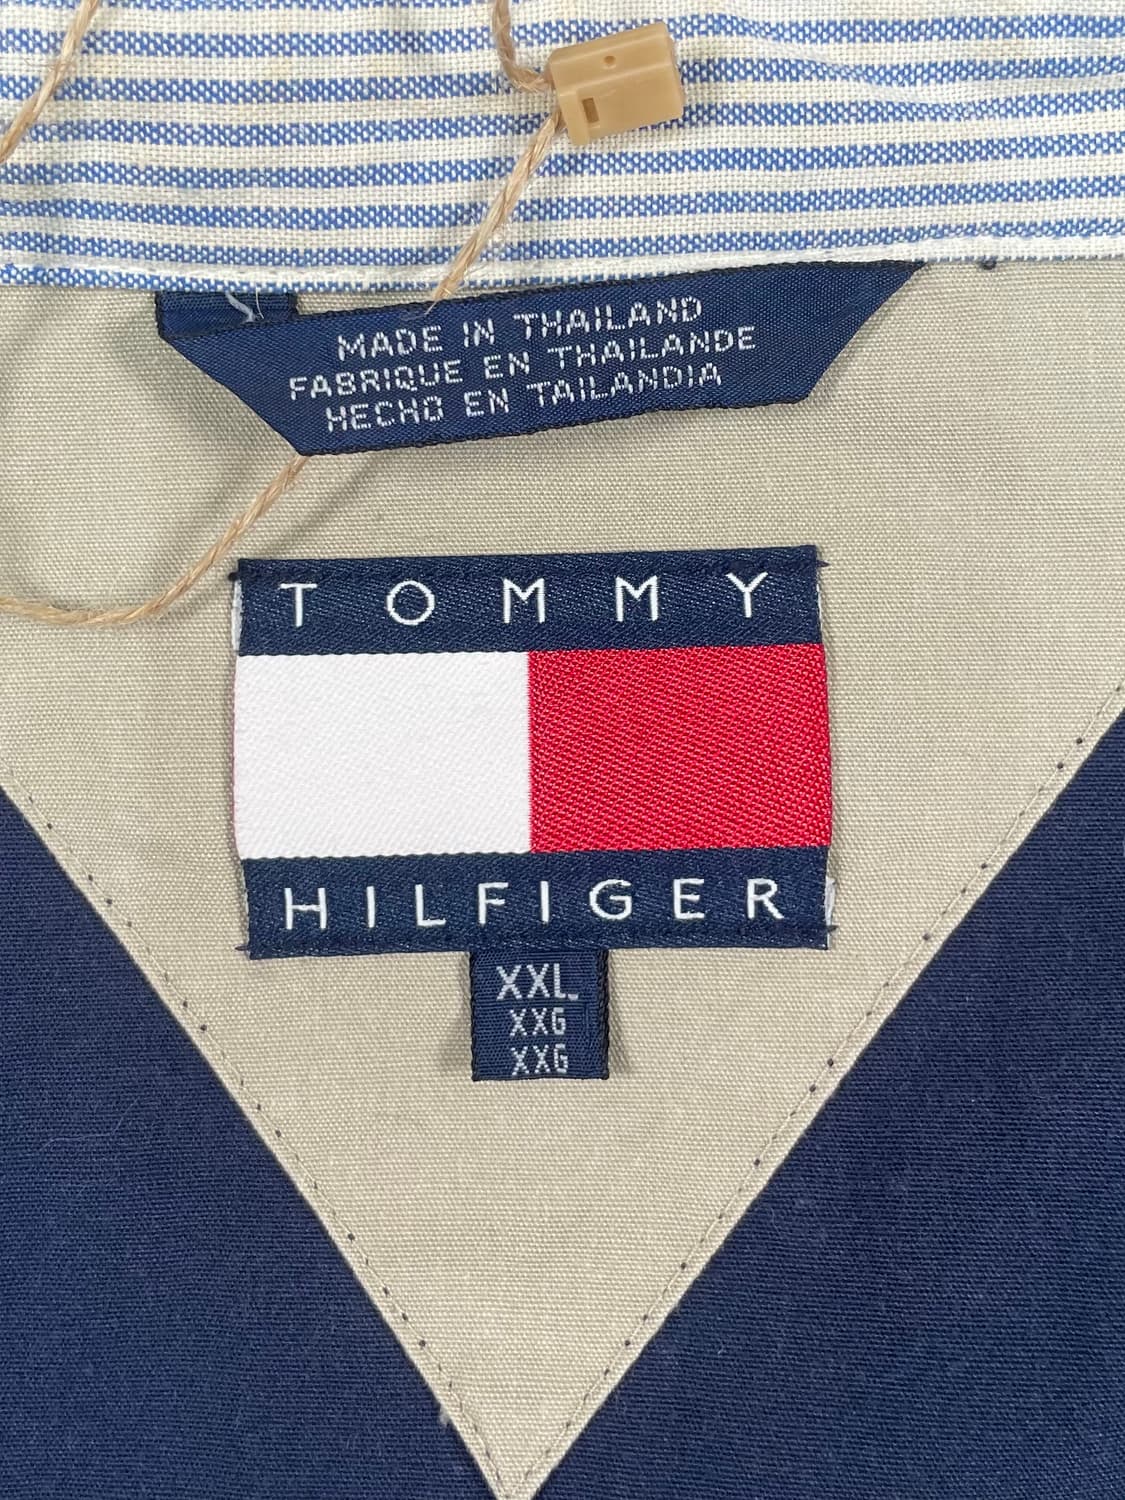 MADE IN THAILAND
FABRIQUE EN THAILANDE
HECHO EN TAILANDIA
TOMMY
HILFIGER
XXL
XXG
XXG